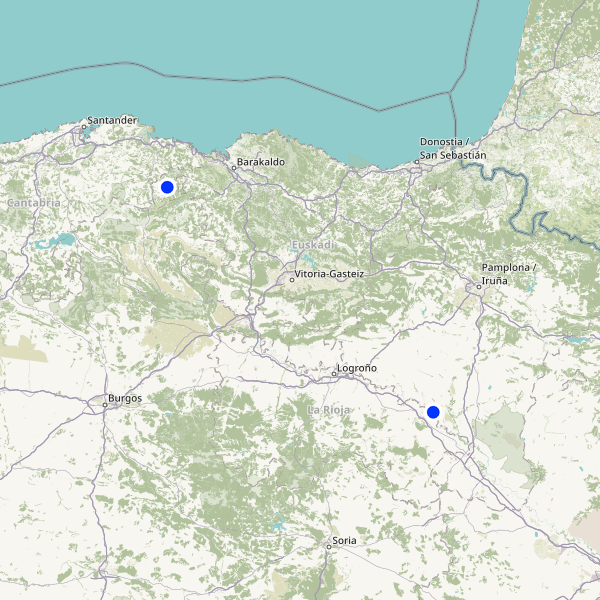 Santander
Donostia /
San Sebastián
Barakaldo
Cantabria
Euskadi
Vitoria-Gasteiz
Pamplona /
Iruña
Logroño
Burgos
La Rioja
Soria